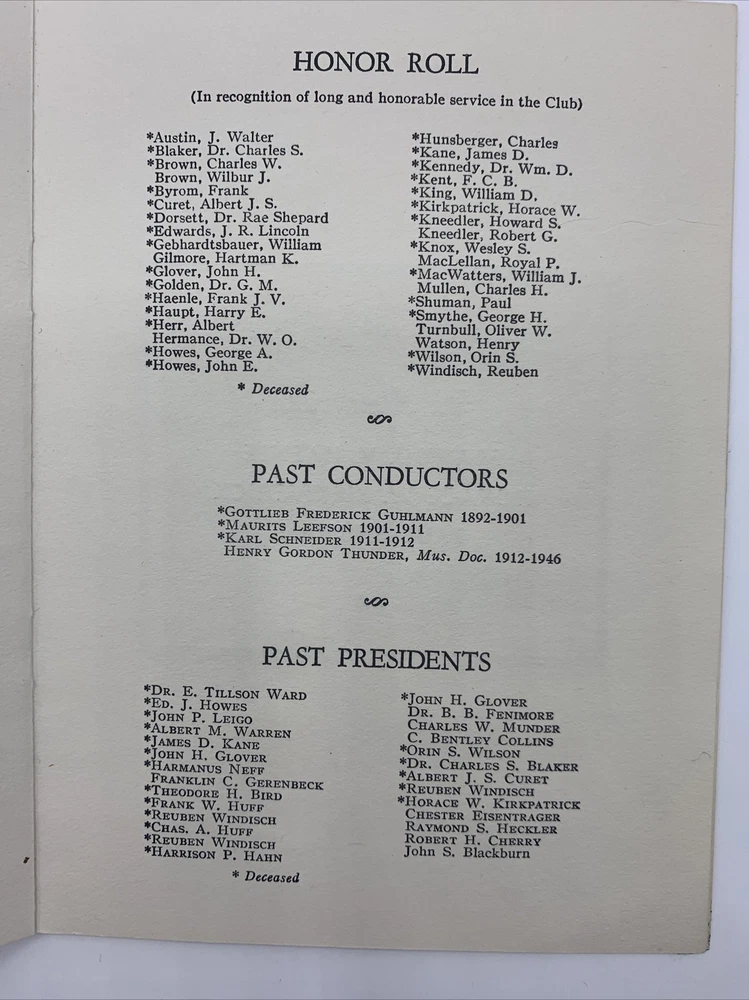 HONOR ROLL
(In recognition of long and honorable service in the Club)
*Austin, J. Walter
*Blaker, Dr. Charles S.
*Brown, Charles W.
Brown, Wilbur J.
*Byrom, Frank
*Curet, Albert J. S.
*Dorsett, Dr. Rae Shepard
*Edwards, J. R. Lincoln
*Gebhardtsbauer, William
Gilmore, Hartman K.
*Glover, John H.
*Golden, Dr. G. M.
*Haenle, Frank J. V.
*Haupt, Harry E.
*Herr, Albert
Hermance, Dr. W. O.
*Howes, George A.
*Howes, John E.
*Hunsberger, Charles
*Kane, James D.
*Kennedy, Dr. Wm. D.
*Kent, F. C. B.
*King, William D.
*Kirkpatrick, Horace W.
*Kneedler, Howard S.
Kneedler, Robert G.
*Knox, Wesley S.
MacLellan, Royal P.
*MacWatters, William J.
Mullen, Charles H.
*Shuman, Paul
*Smythe, George H.
Turnbull, Oliver W.
Watson, Henry
*Wilson, Orin S.
*Windisch, Reuben
* Deceased
PAST CONDUCTORS
*GOTTLIEB FREDERICK GUHLMANN 1892-1901
*MAURITS LEEFSON 1901-1911
*KARL SCHNEIDER 1911-1912
HENRY GORDON THUNDER, Mus. Doc. 1912-1946
PAST PRESIDENTS
*DR. E. TILLSON WARD
*ED. J. HOWES
*JOHN P. LEIGO
*ALBERT M. WARREN
*JAMES D. KANE
*JOHN H. GLOVER
*HARMANUS NEFF
FRANKLIN C. GERENBECK
*THEODORE H. BIRD
*FRANK W. HUFF
*REUBEN WINDISCH
*CHAS. A. HUFF
*REUBEN WINDISCH
*HARRISON P. HAHN
*JOHN H. GLOVER
DR. B. B. FENIMORE
CHARLES W. MUNDER
C. BENTLEY COLLINS
*ORIN S. WILSON
*DR. CHARLES S. BLAKER
*ALBERT J. S. CURET
*REUBEN WINDISCH
*HORACE W. KIRKPATRICK
CHESTER EISENTRAGER
RAYMOND S. HECKLER
ROBERT H. CHERRY
John S. Blackburn
* Deceased